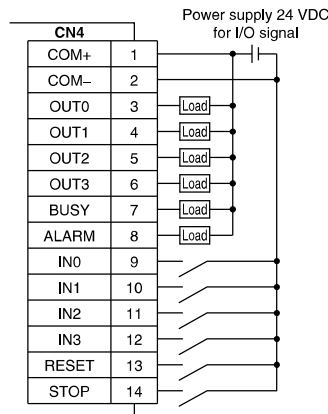 Power supply 24 VDC
for I/O signal
CN4
COM+ 1
COM– 2
OUT0 3 Load
OUT1 4 Load
OUT2 5 Load
OUT3 6 Load
BUSY 7 Load
ALARM 8 Load
IN0 9
IN1 10
IN2 11
IN3 12
RESET 13
STOP 14